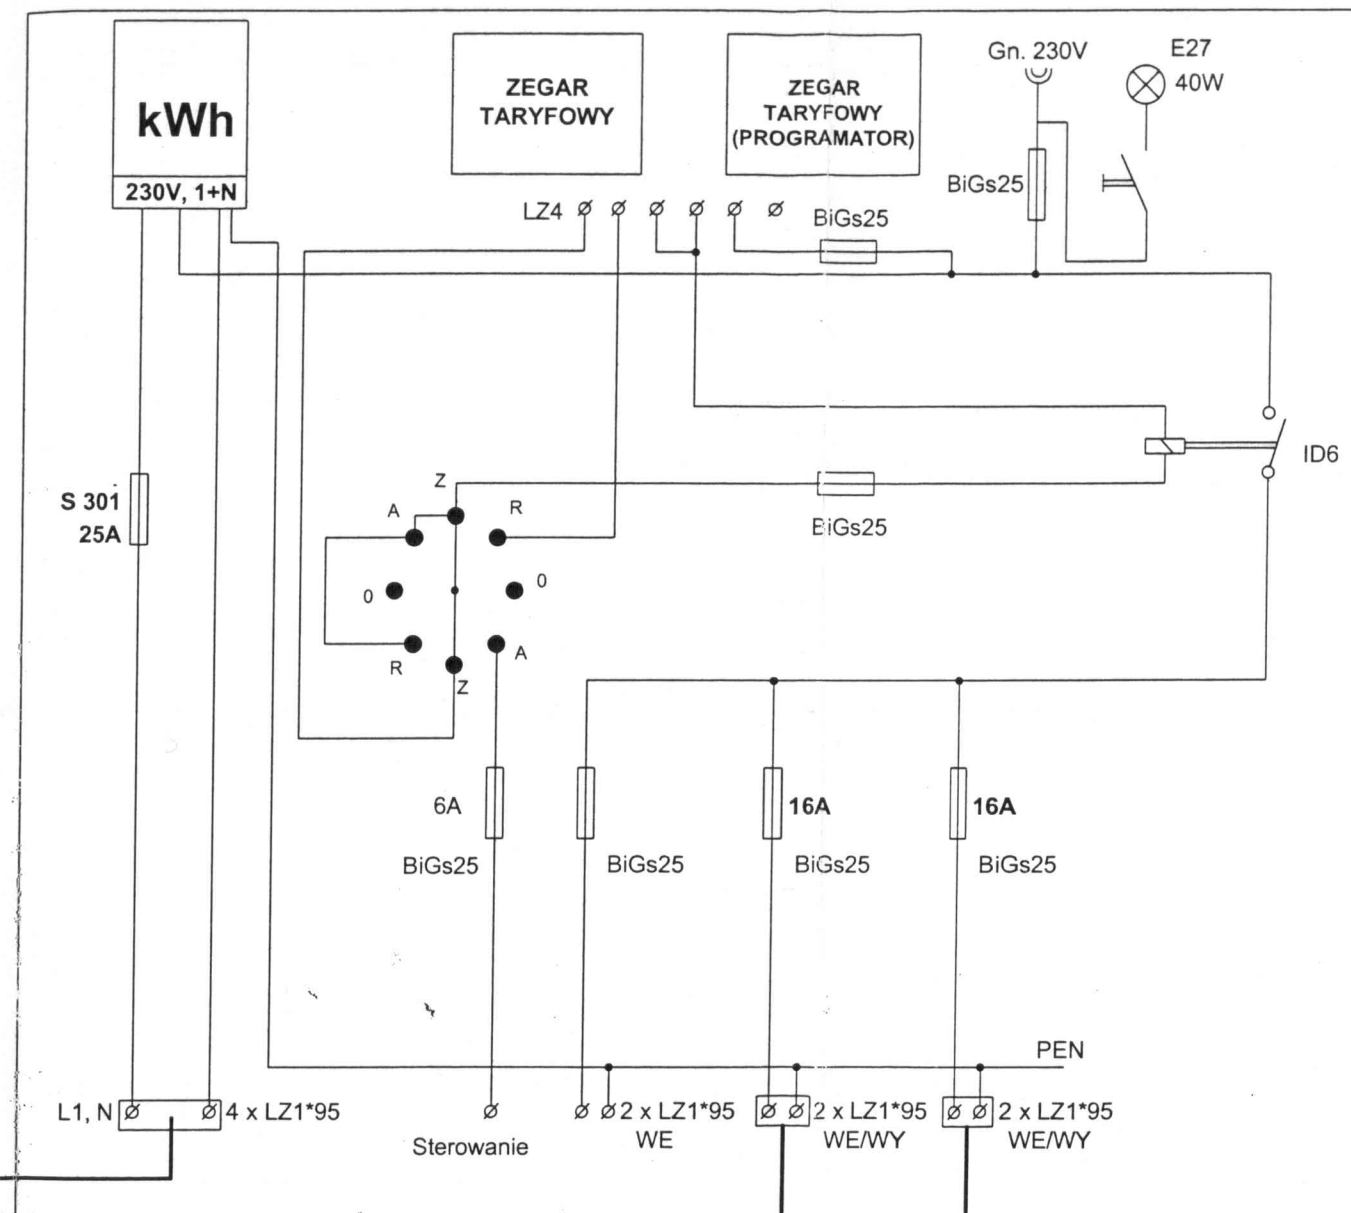 kWh
230V, 1+N
ZEGAR
TARYFOWY
ZEGAR
TARYFOWY
(PROGRAMATOR)
Gn. 230V
E27
40W
BiGs25
LZ4
BiGs25
ID6
S 301
25A
Z
A
R
BiGs25
0
0
R
Z
A
6A
16A
16A
BiGs25
BiGs25
BiGs25
BiGs25
PEN
L1, N
4 x LZ1*95
Sterowanie
2 x LZ1*95
WE
2 x LZ1*95
WE/WY
2 x LZ1*95
WE/WY